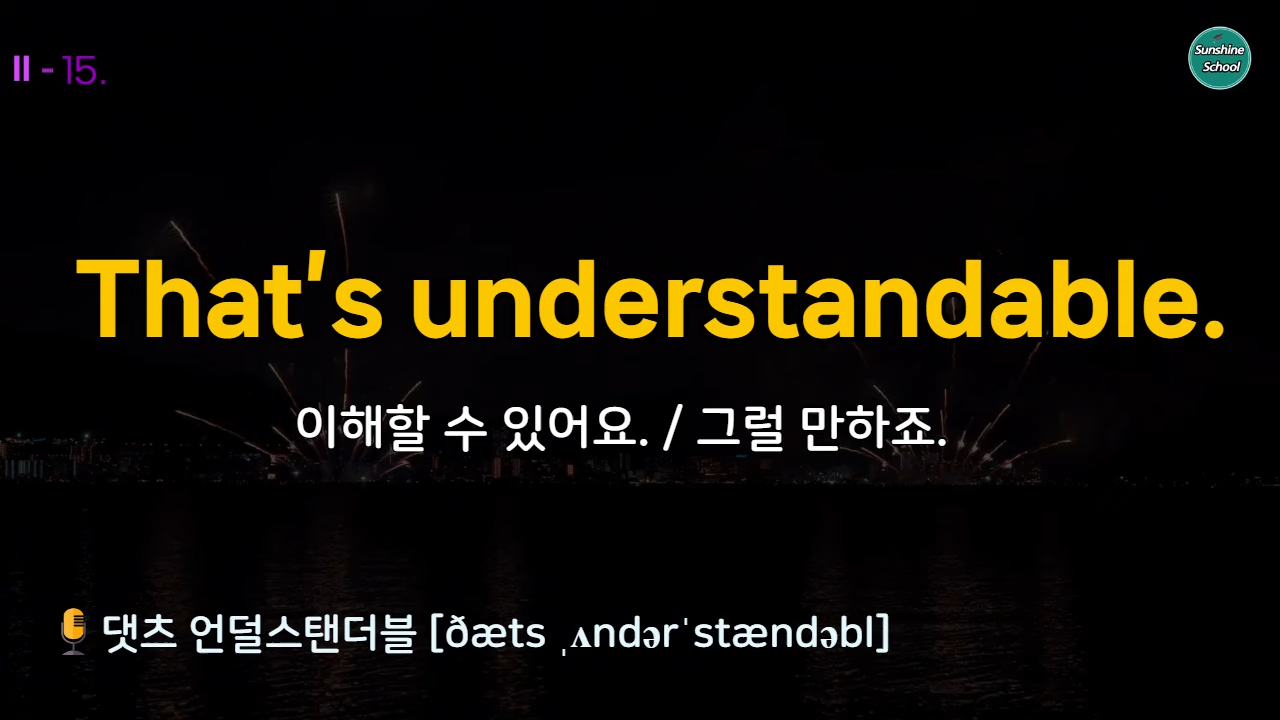 II - 15.
Sunshine
School
That's understandable.
이해할 수 있어요. / 그럴 만하죠.
댓츠 언덜스탠더블 [ðæts ˌʌndərˈstændəbl]